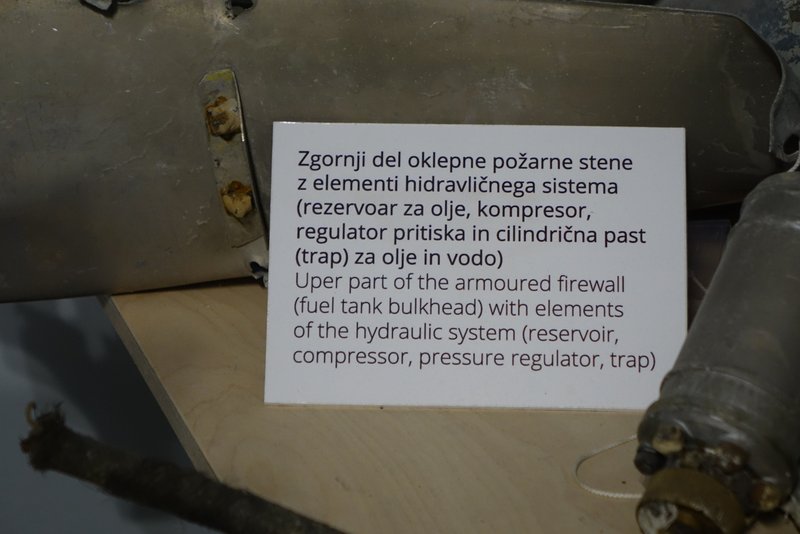 Zgornji del oklepne požarne stene
z elementi hidravličnega sistema
(rezervoar za olje, kompresor,
regulator pritiska in cilindrična past
(trap) za olje in vodo)
Uper part of the armoured firewall
(fuel tank bulkhead) with elements
of the hydraulic system (reservoir,
compressor, pressure regulator, trap)